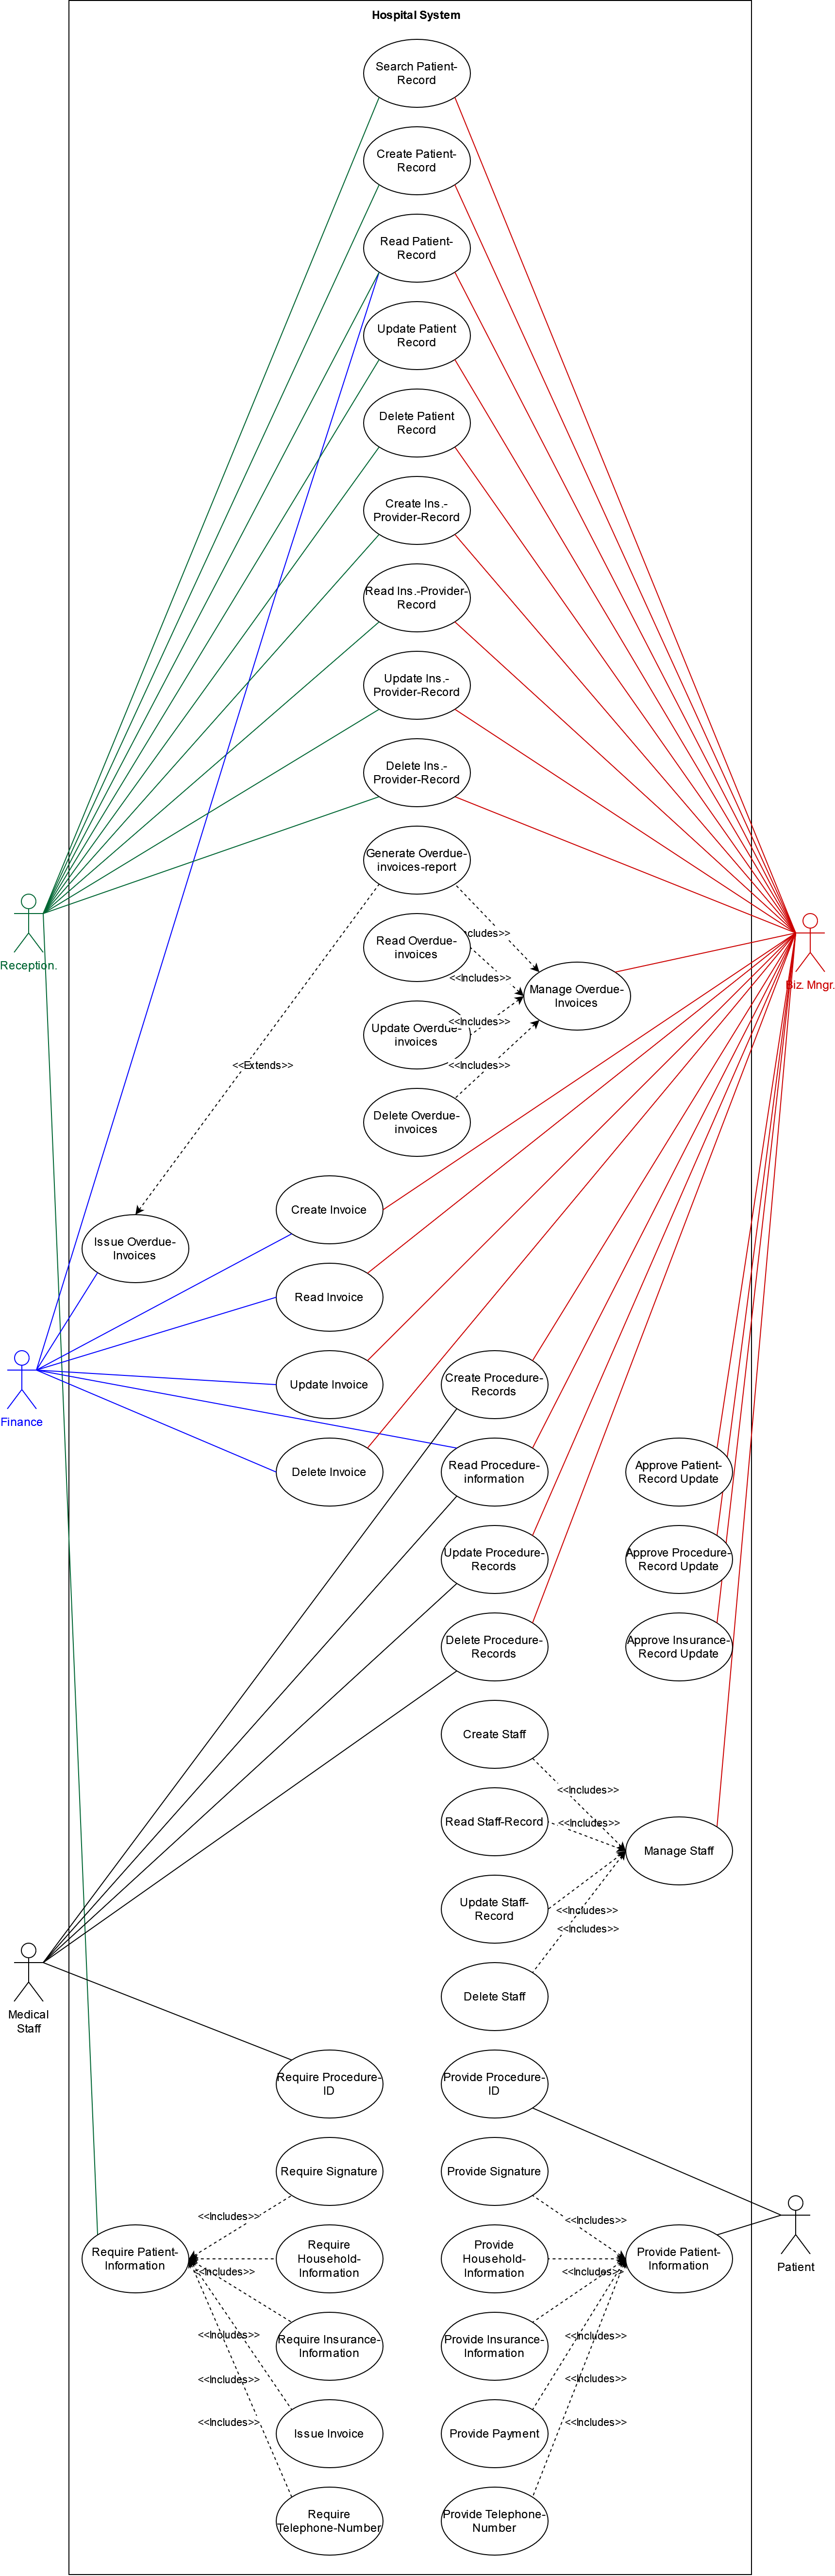 Hospital System
Search Patient-
Record
Create Patient-
Record
Read Patient-
Record
Update Patient
Record
Delete Patient
Record
Create Ins.-
Provider-Record
Read Ins.-Provider-
Record
Update Ins.-
Provider-Record
Delete Ins.-
Provider-Record
Generate Overdue-
invoices-report
Reception.
Biz. Mngr.
Read Overdue-
invoices
cludes>>
<<Includes>>
Manage Overdue-
Invoices
Update Overdue-
invoices
<<Includes>>
<<Includes>>
<<Extends>>
Delete Overdue-
invoices
Create Invoice
Issue Overdue-
Invoices
Read Invoice
Finance
Update Invoice
Create Procedure-
Records
Delete Invoice
Read Procedure-
information
Approve Patient-
Record Update
Update Procedure-
Records
Approve Procedure-
Record Update
Delete Procedure-
Records
Approve Insurance-
Record Update
Create Staff
<<Includes>>
Read Staff-Record
<<Includes>>
Manage Staff
Update Staff-
Record
<<Includes>>
<<Includes>>
Delete Staff
Medical
Staff
Require Procedure-
ID
Provide Procedure-
ID
Require Signature
Provide Signature
<<Includes>>
<<Includes>>
Require Patient-
Information
Require
Household-
Information
Provide
Household-
Information
Provide Patient-
Information
Patient
<<Includes>>
<<Includes>>
Require Insurance-
Information
Provide Insurance-
Information
<<Includes>>
<<Includes>>
<<Includes>>
<<Includes>>
<<Includes>>
<<Includes>>
Issue Invoice
Provide Payment
Require
Telephone-Number
Provide Telephone-
Number